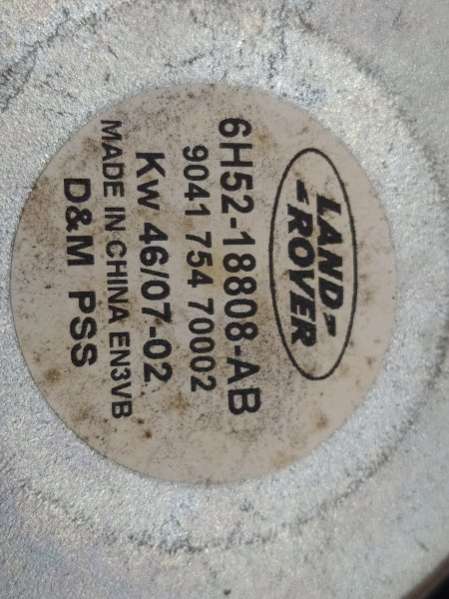 LAND-
-ROVER
6H52-18808-AB
9041 754 70002
Kw 46/07-02
MADE IN CHINA EN3VB
D&M PSS